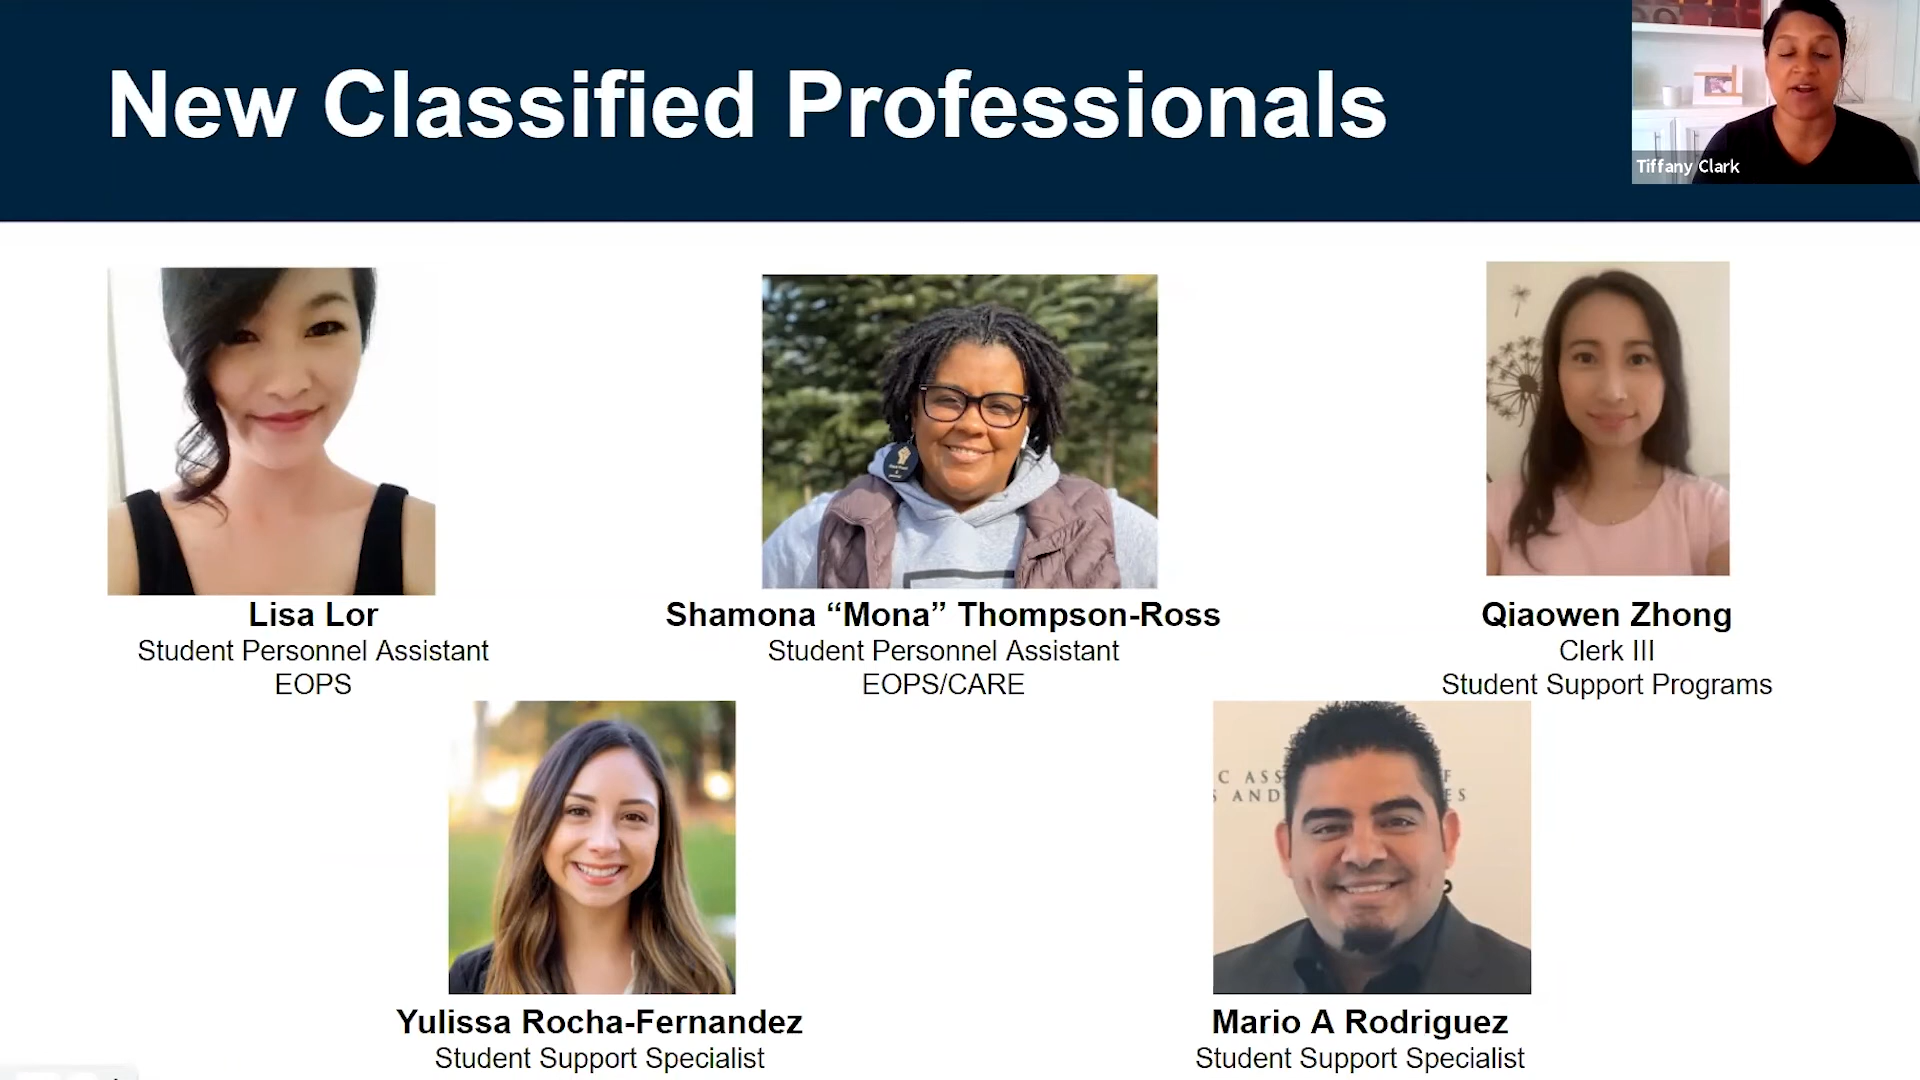 New Classified Professionals
Tiffany Clark
Lisa Lor
Student Personnel Assistant
EOPS
Shamona “Mona” Thompson-Ross
Student Personnel Assistant
EOPS/CARE
Qiaowen Zhong
Clerk III
Student Support Programs
C ASS
AND
Yulissa Rocha-Fernandez
Student Support Specialist
Mario A Rodriguez
Student Support Specialist